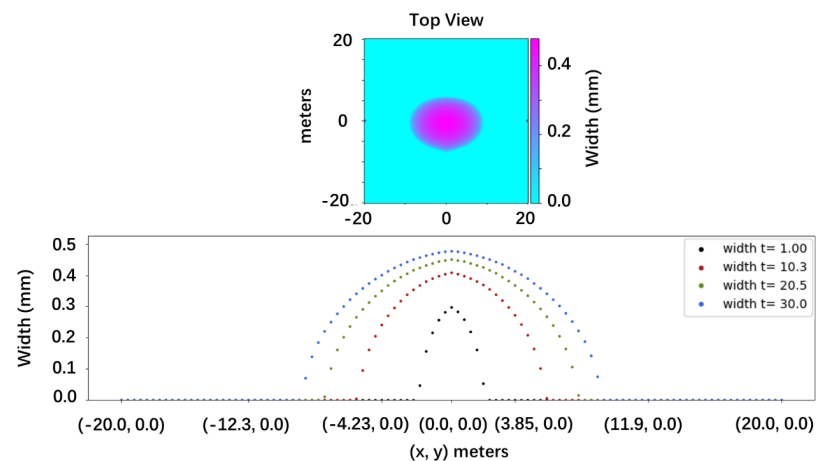 Top View
20
0
-20
meters
-20 0 20
0.4
0.2
0.0
Width (mm)
0.5
0.4
0.3
0.2
0.1
0.0
Width (mm)
width t= 1.00
width t= 10.3
width t= 20.5
width t= 30.0
(-20.0, 0.0) (-12.3, 0.0) (-4.23, 0.0) (0.0, 0.0) (3.85, 0.0) (11.9, 0.0) (20.0, 0.0)
(x, y) meters